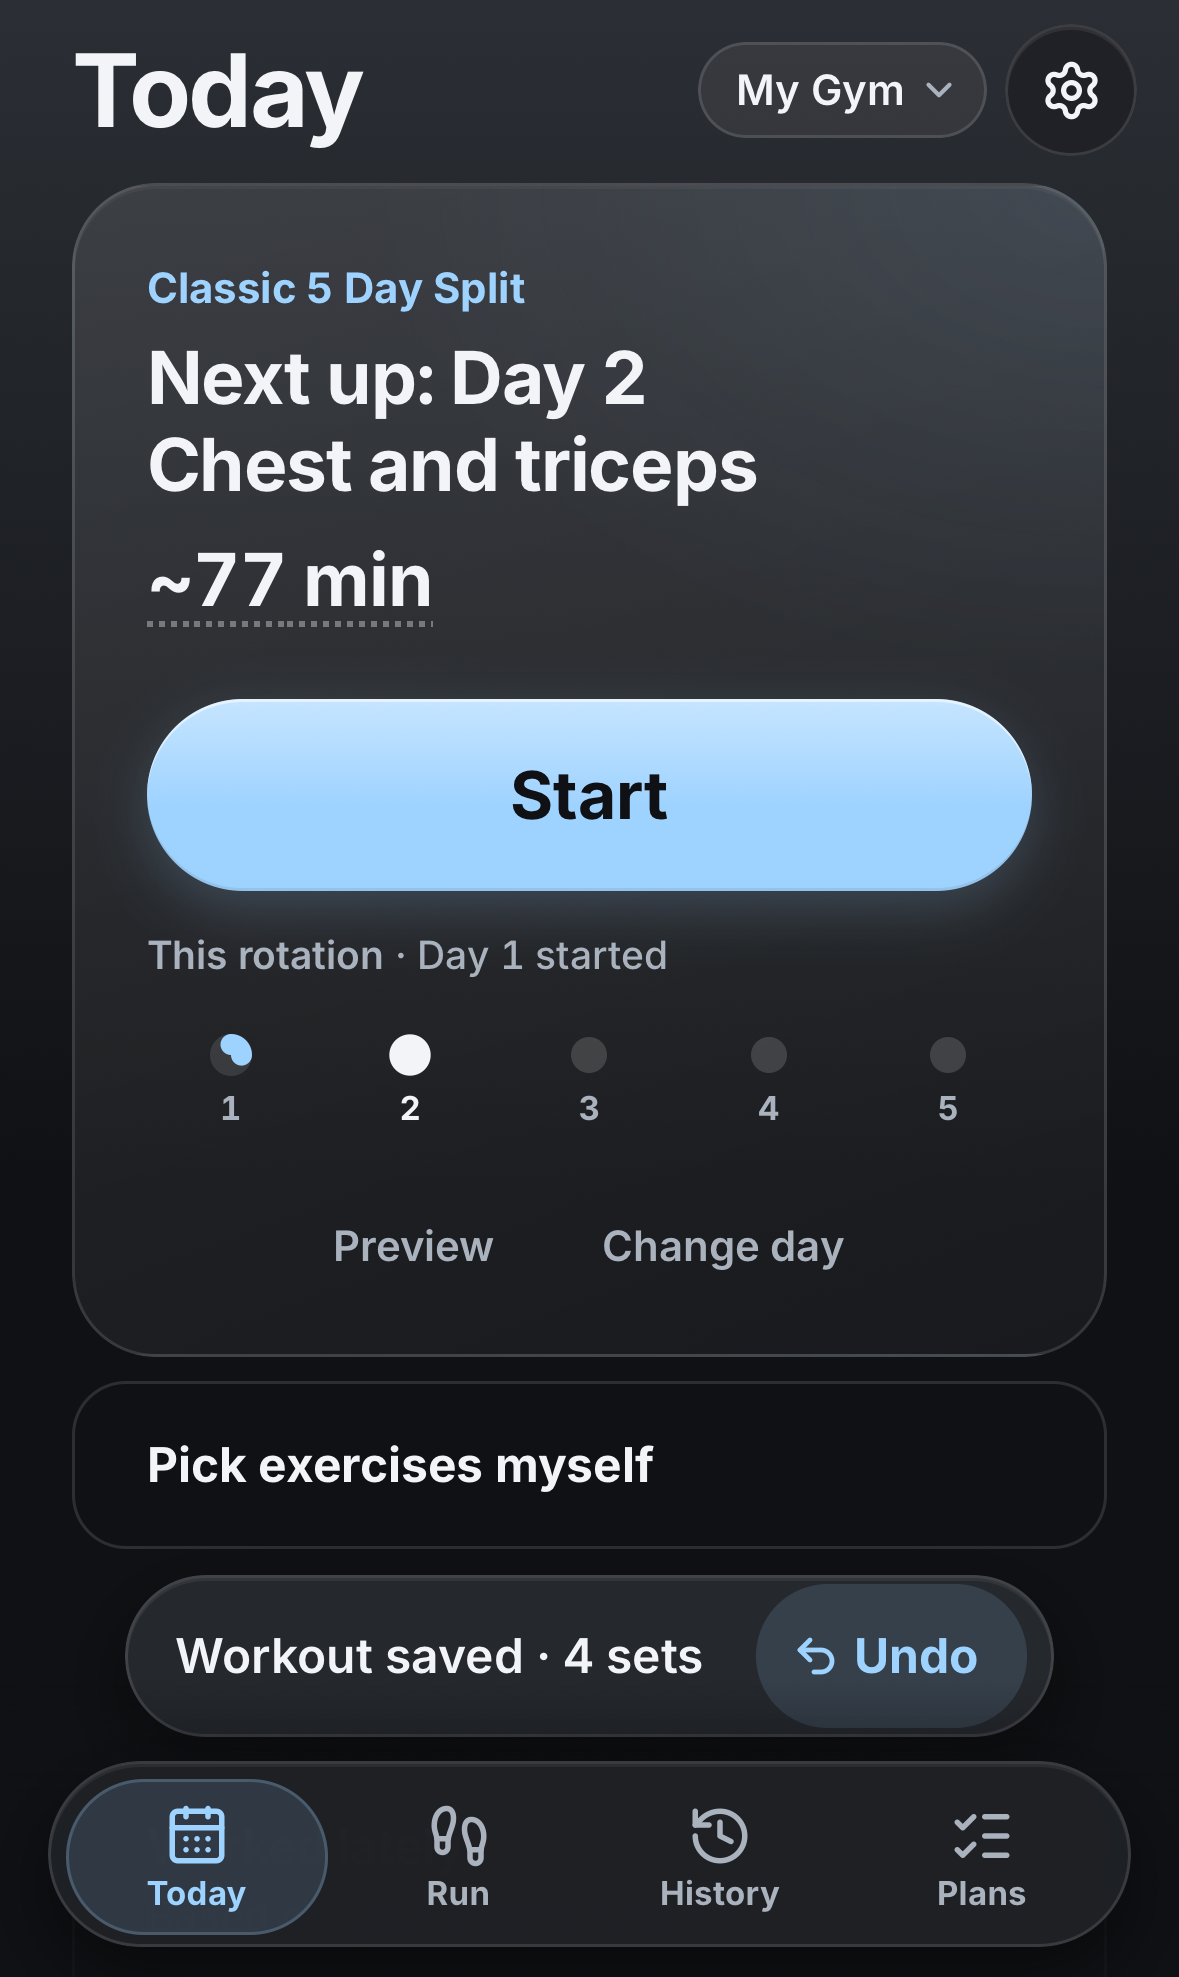 Today
My Gym
Classic 5 Day Split
Next up: Day 2
Chest and triceps
~77 min
Start
This rotation · Day 1 started
1 2 3 4 5
Preview Change day
Pick exercises myself
Workout saved · 4 sets Undo
Today Run History Plans